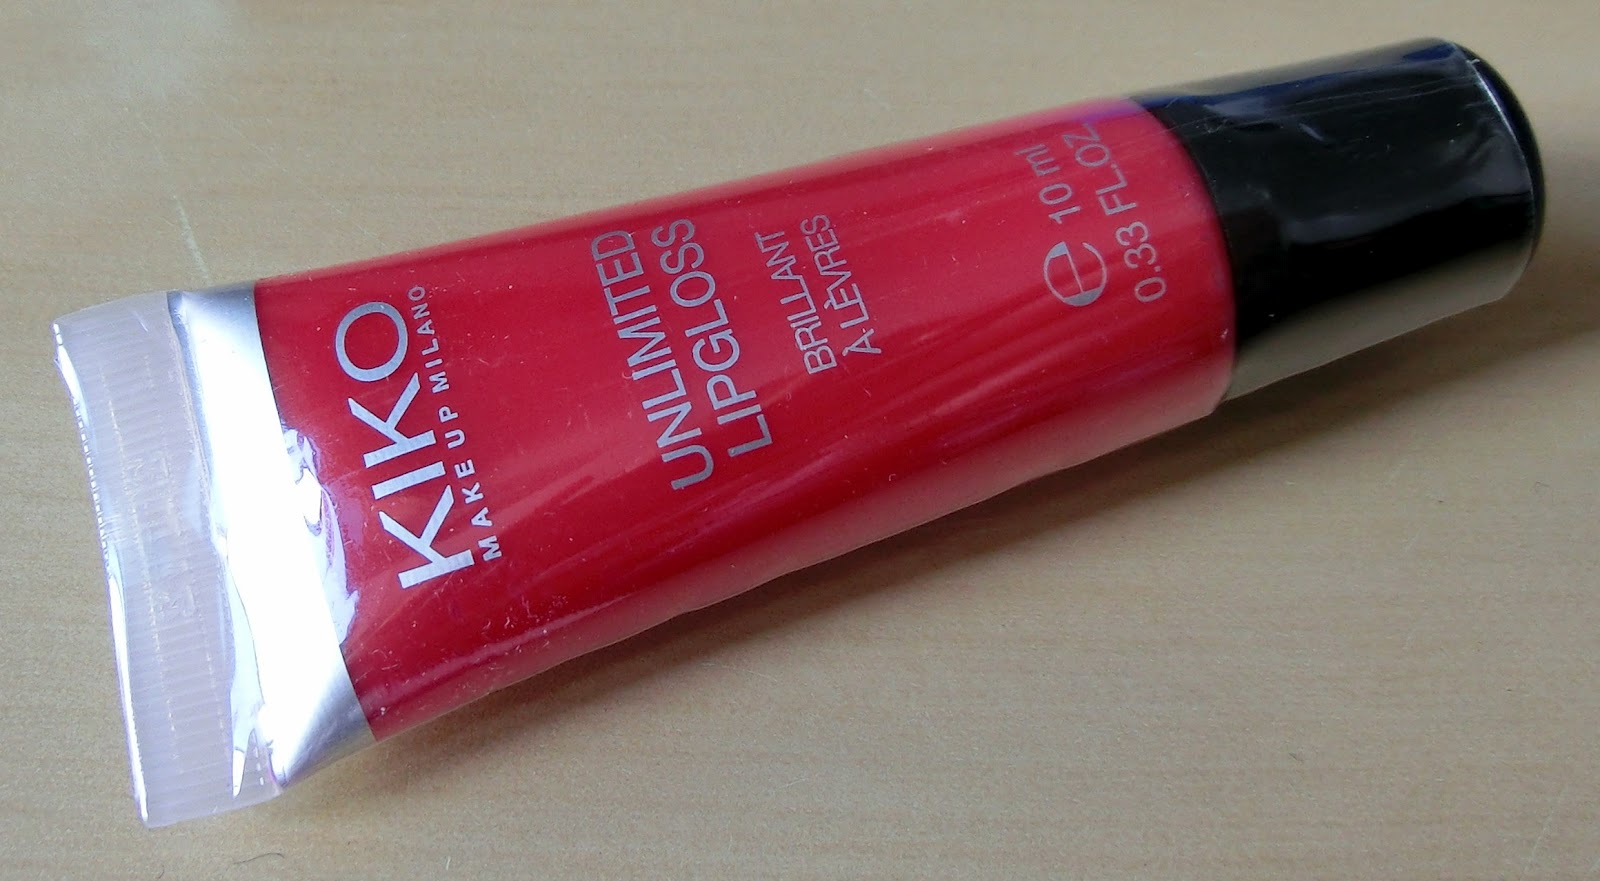 KIKO
MAKE UP MILANO
UNLIMITED
LIPGLOSS
BRILLANT
À LÈVRES
℮ 10 ml
0.33 FL.OZ.